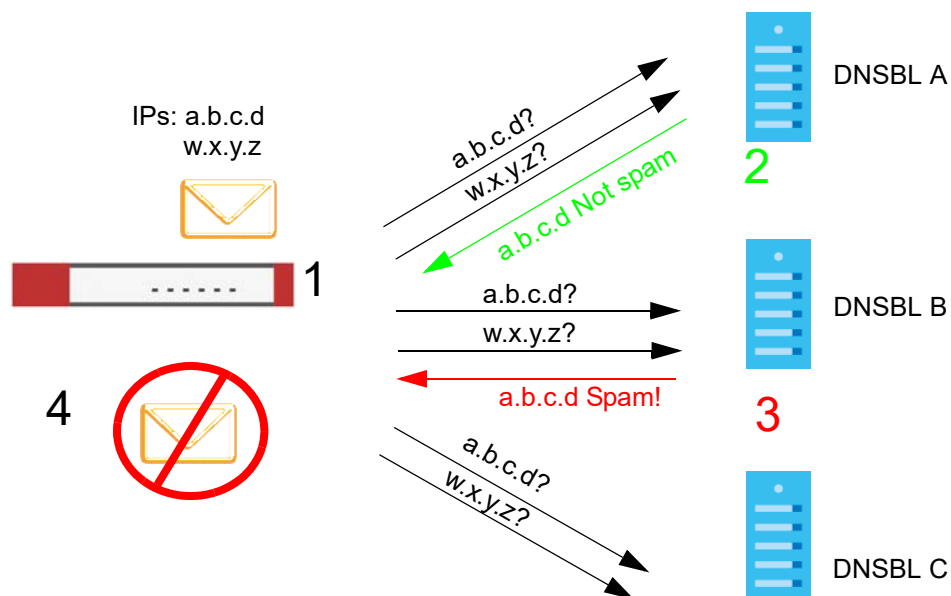 IPs: a.b.c.d
w.x.y.z
1
a.b.c.d?
w.x.y.z?
a.b.c.d Not spam
DNSBL A
2
a.b.c.d?
w.x.y.z?
a.b.c.d Spam!
DNSBL B
3
4
a.b.c.d?
w.x.y.z?
DNSBL C